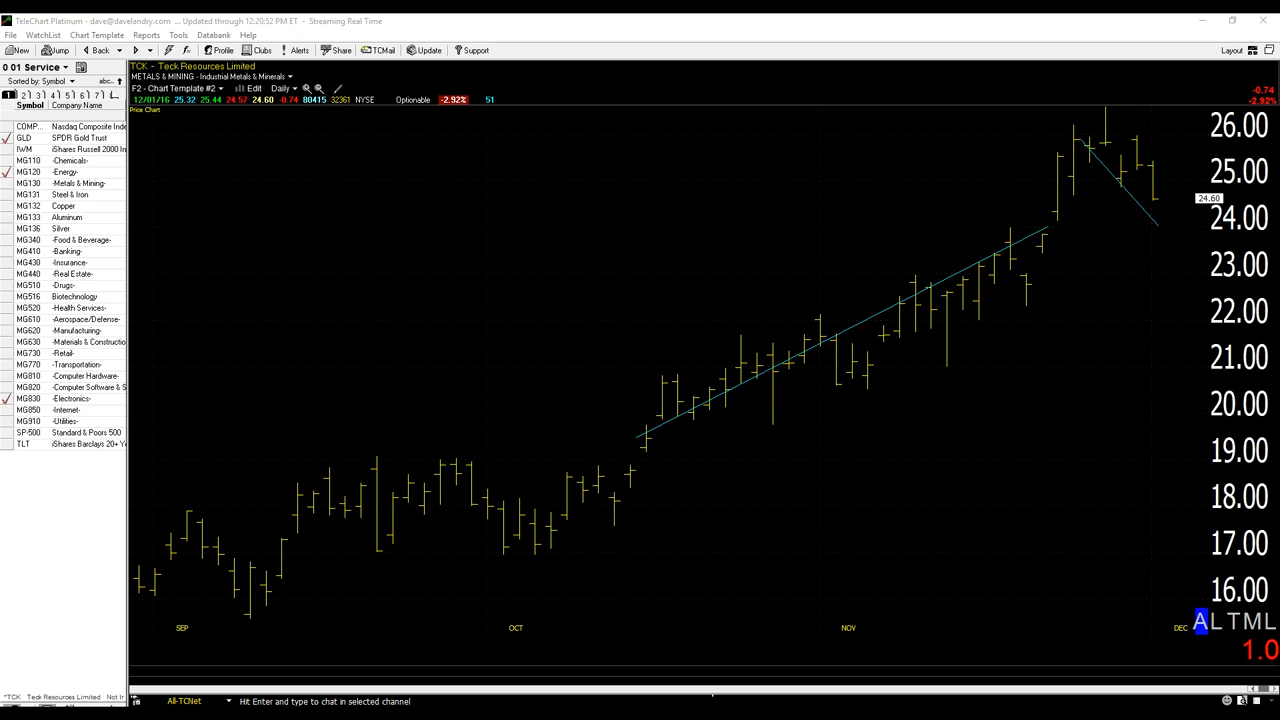 TeleChart Platinum - dave@davelandry.com ... Updated through 12:20:52 PM ET - Streaming Real Time
File WatchList Chart Template Reports Tools Databank Help
New Jump Back Profile Clubs Alerts Share TCMail Update Support Layout
0 01 Service
Sorted by: Symbol abc..
1 2 3 4 5 6 7
Symbol Company Name
COMP... Nasdaq Composite Inde
GLD SPDR Gold Trust
IWM iShares Russell 2000 In
MG110 -Chemicals-
MG120 -Energy-
MG130 -Metals & Mining-
MG131 Steel & Iron
MG132 Copper
MG133 Aluminum
MG136 Silver
MG340 -Food & Beverage-
MG410 -Banking-
MG430 -Insurance-
MG440 -Real Estate-
MG510 -Drugs-
MG516 Biotechnology
MG520 -Health Services-
MG610 -Aerospace/Defense-
MG620 -Manufacturing-
MG630 -Materials & Constructio
MG730 -Retail-
MG770 -Transportation-
MG810 -Computer Hardware-
MG820 -Computer Software & S
MG830 -Electronics-
MG850 -Internet-
MG910 -Utilities-
SP-500 Standard & Poors 500
TLT iShares Barclays 20+ Y
*TCK Teck Resources Limited Not Ir
TCK - Teck Resources Limited
METALS & MINING - Industrial Metals & Minerals
F2 - Chart Template #2 Edit Daily
12/01/16 25.32 25.44 24.57 24.60 -0.74 80415 32361 NYSE Optionable -2.92% 51
-0.74
-2.92%
Price Chart
26.00
25.00
24.60
24.00
23.00
22.00
21.00
20.00
19.00
18.00
17.00
16.00
SEP OCT NOV DEC
ALTML
1.0
All-TCNet Hit Enter and type to chat in selected channel